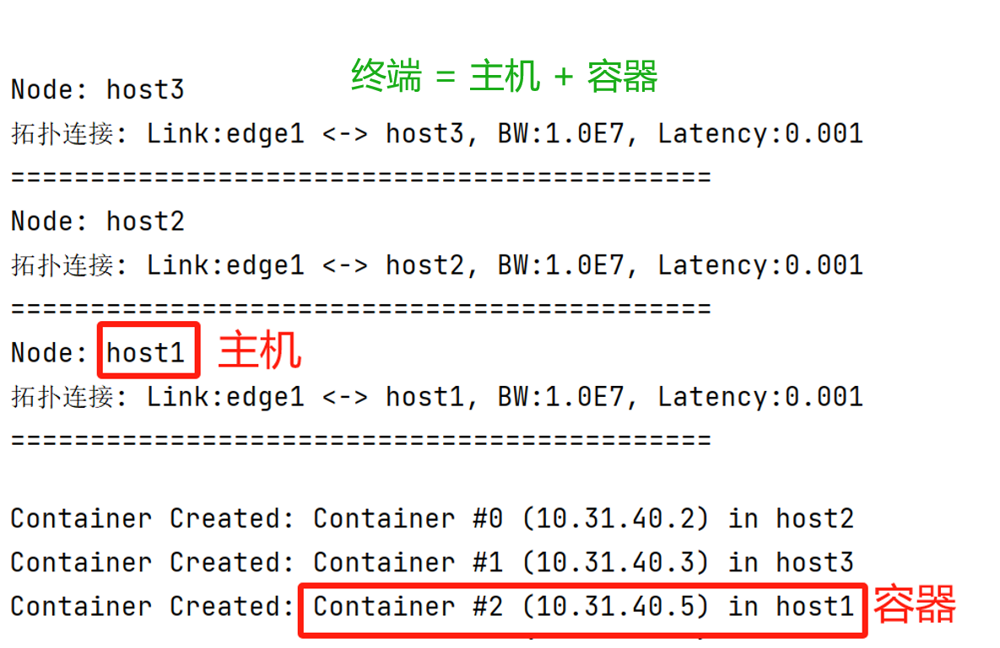 终端 = 主机 + 容器
Node: host3
拓扑连接: Link:edge1 <-> host3, BW:1.0E7, Latency:0.001
============================================
Node: host2
拓扑连接: Link:edge1 <-> host2, BW:1.0E7, Latency:0.001
============================================
Node: host1 主机
拓扑连接: Link:edge1 <-> host1, BW:1.0E7, Latency:0.001
============================================
Container Created: Container #0 (10.31.40.2) in host2
Container Created: Container #1 (10.31.40.3) in host3
Container Created: Container #2 (10.31.40.5) in host1 容器